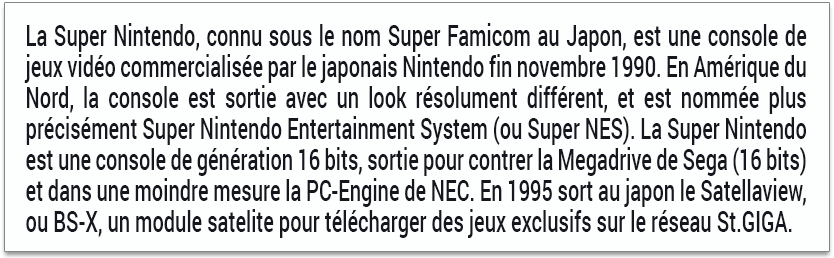 La Super Nintendo, connu sous le nom Super Famicom au Japon, est une console de
jeux vidéo commercialisée par le japonais Nintendo fin novembre 1990. En Amérique du
Nord, la console est sortie avec un look résolument différent, et est nommée plus
précisément Super Nintendo Entertainment System (ou Super NES). La Super Nintendo
est une console de génération 16 bits, sortie pour contrer la Megadrive de Sega (16 bits)
et dans une moindre mesure la PC-Engine de NEC. En 1995 sort au japon le Satellaview,
ou BS-X, un module satelite pour télécharger des jeux exclusifs sur le réseau St.GIGA.